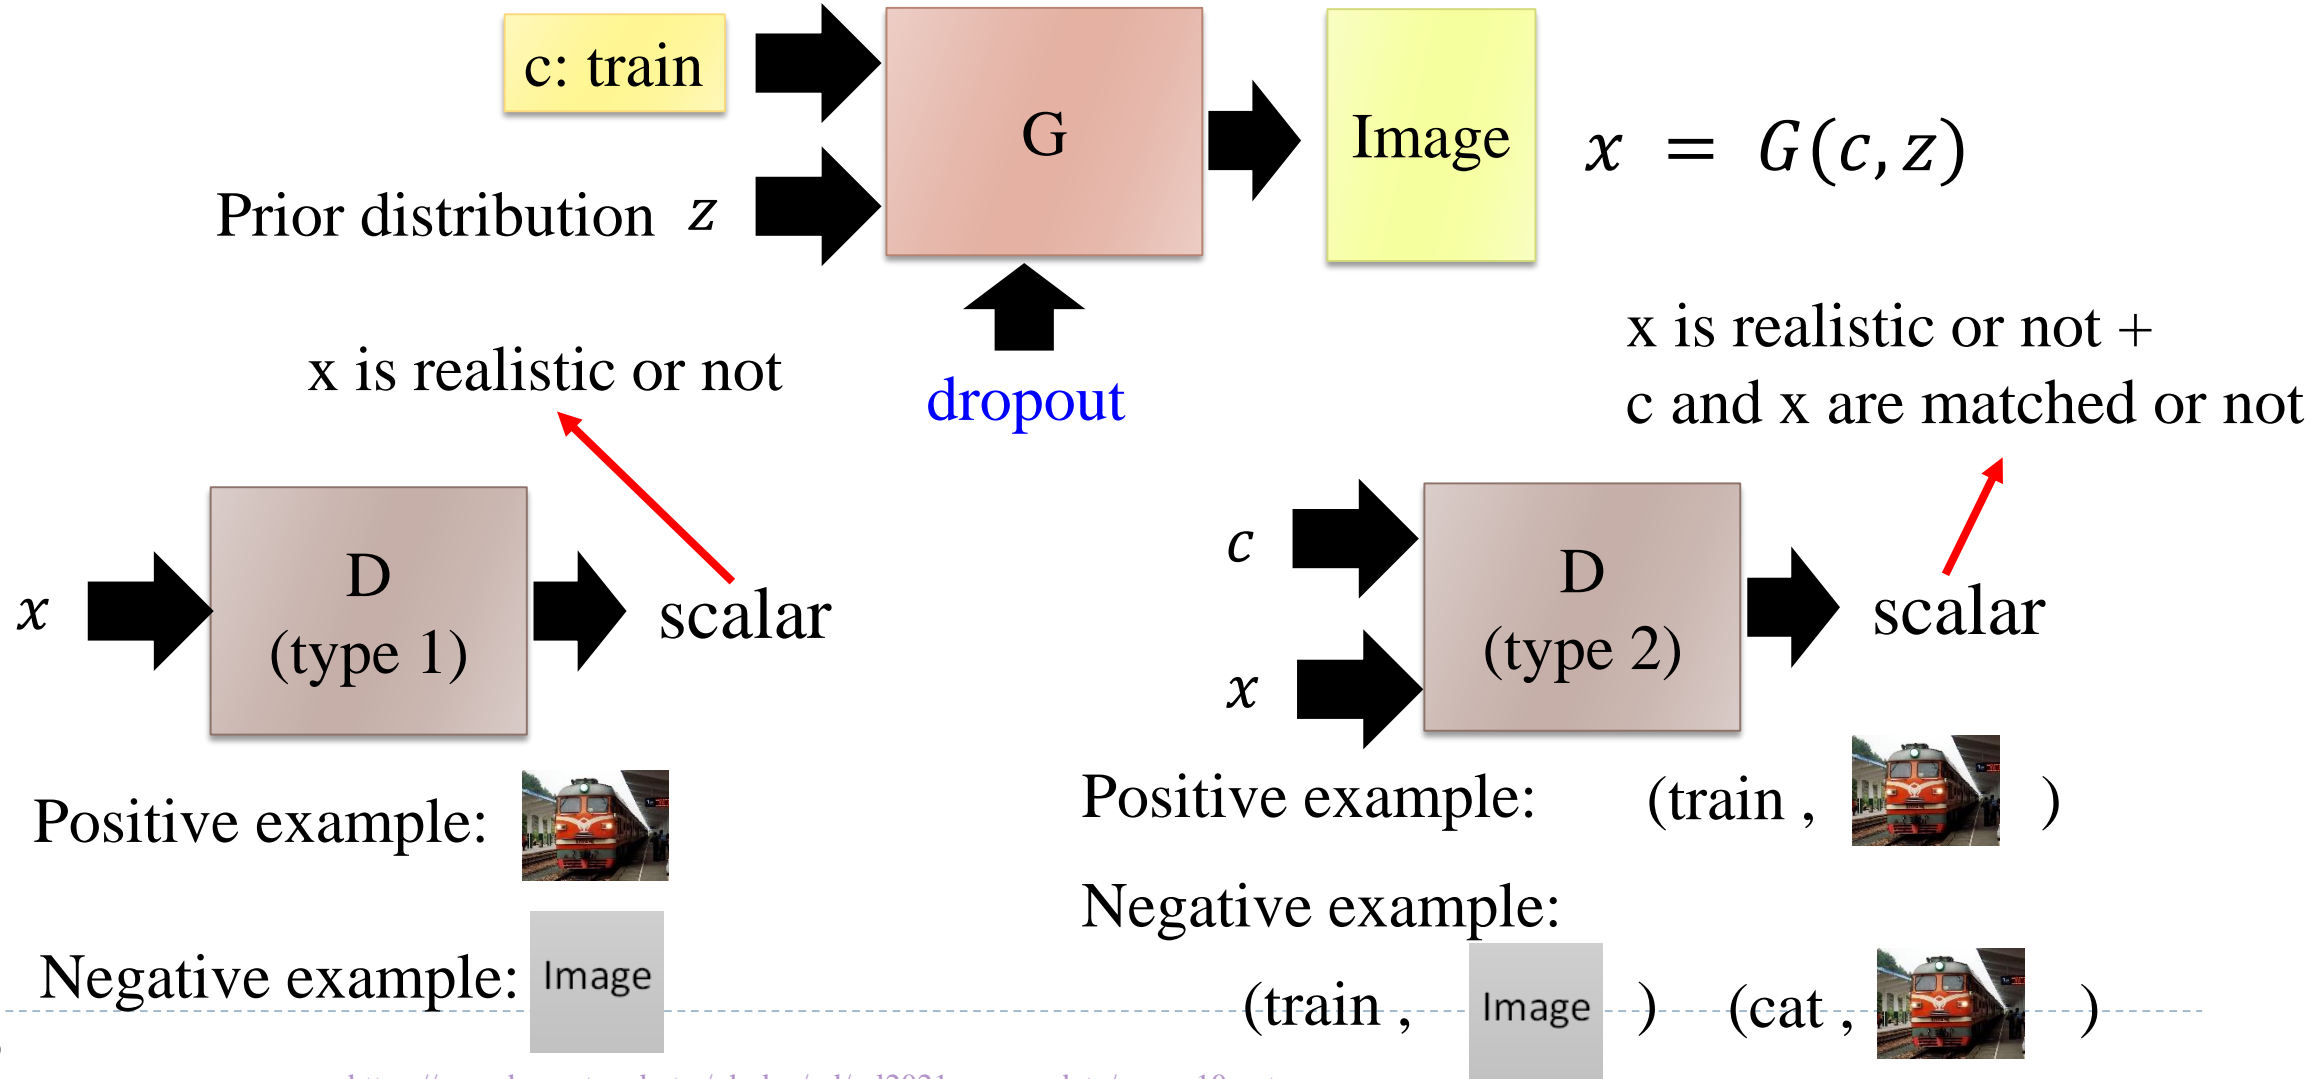 c: train
G
Image
x = G(c, z)
Prior distribution z
dropout
x is realistic or not
x is realistic or not +
c and x are matched or not
x
D
(type 1)
scalar
c
x
D
(type 2)
scalar
Positive example:
Negative example:
Image
Positive example: (train , )
Negative example:
(train , Image ) (cat , )